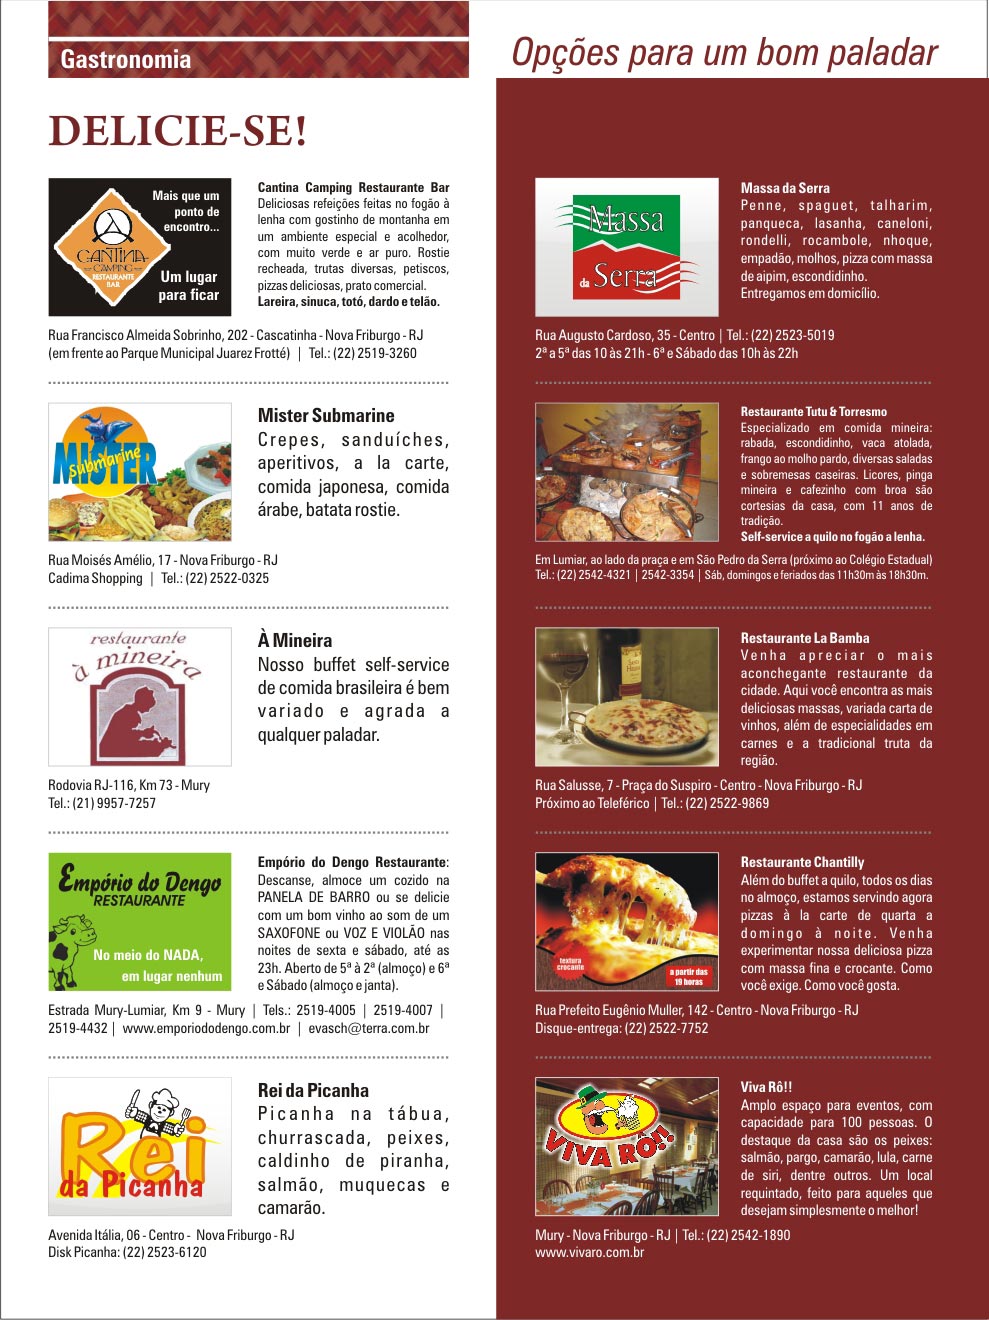 Gastronomia
Opções para um bom paladar
DELICIE-SE!
Mais que um
ponto de
encontro...
CANTINA
CAMPING
RESTAURANTE
BAR
Um lugar
para ficar
Cantina Camping Restaurante Bar
Deliciosas refeições feitas no fogão à
lenha com gostinho de montanha em
um ambiente especial e acolhedor,
com muito verde e ar puro. Rostie
recheada, trutas diversas, petiscos,
pizzas deliciosas, prato comercial.
Lareira, sinuca, totó, dardo e telão.
Rua Francisco Almeida Sobrinho, 202 - Cascatinha - Nova Friburgo - RJ
(em frente ao Parque Municipal Juarez Frotté) | Tel.: (22) 2519-3260
MISTER
Submarine
Mister Submarine
Crepes, sanduíches,
aperitivos, a la carte,
comida japonesa, comida
árabe, batata rostie.
Rua Moisés Amélio, 17 - Nova Friburgo - RJ
Cadima Shopping | Tel.: (22) 2522-0325
restaurante
à mineira
À Mineira
Nosso buffet self-service
de comida brasileira é bem
variado e agrada a
qualquer paladar.
Rodovia RJ-116, Km 73 - Mury
Tel.: (21) 9957-7257
Empório do Dengo
RESTAURANTE
No meio do NADA,
em lugar nenhum
Empório do Dengo Restaurante:
Descanse, almoce um cozido na
PANELA DE BARRO ou se delicie
com um bom vinho ao som de um
SAXOFONE ou VOZ E VIOLÃO nas
noites de sexta e sábado, até as
23h. Aberto de 5ª à 2ª (almoço) e 6ª
e Sábado (almoço e janta).
Estrada Mury-Lumiar, Km 9 - Mury | Tels.: 2519-4005 | 2519-4007 |
2519-4432 | www.emporiododengo.com.br | evasch@terra.com.br
Rei
da Picanha
Rei da Picanha
Picanha na tábua,
churrascada, peixes,
caldinho de piranha,
salmão, muquecas e
camarão.
Avenida Itália, 06 - Centro - Nova Friburgo - RJ
Disk Picanha: (22) 2523-6120
Massa
da Serra
Massa da Serra
Penne, spaguet, talharim,
panqueca, lasanha, caneloni,
rondelli, rocambole, nhoque,
empadão, molhos, pizza com massa
de aipim, escondidinho.
Entregamos em domicílio.
Rua Augusto Cardoso, 35 - Centro | Tel.: (22) 2523-5019
2ª a 5ª das 10 às 21h - 6ª e Sábado das 10h às 22h
Restaurante Tutu & Torresmo
Especializado em comida mineira:
rabada, escondidinho, vaca atolada,
frango ao molho pardo, diversas saladas
e sobremesas caseiras. Licores, pinga
mineira e cafezinho com broa são
cortesias da casa, com 11 anos de
tradição.
Self-service a quilo no fogão a lenha.
Em Lumiar, ao lado da praça e em São Pedro da Serra (próximo ao Colégio Estadual)
Tel.: (22) 2542-4321 | 2542-3354 | Sáb, domingos e feriados das 11h30m às 18h30m.
Restaurante La Bamba
Venha apreciar o mais
aconchegante restaurante da
cidade. Aqui você encontra as mais
deliciosas massas, variada carta de
vinhos, além de especialidades em
carnes e a tradicional truta da
região.
Rua Salusse, 7 - Praça do Suspiro - Centro - Nova Friburgo - RJ
Próximo ao Teleférico | Tel.: (22) 2522-9869
textura
crocante
a partir das
19 horas
Restaurante Chantilly
Além do buffet a quilo, todos os dias
no almoço, estamos servindo agora
pizzas à la carte de quarta a
domingo à noite. Venha
experimentar nossa deliciosa pizza
com massa fina e crocante. Como
você exige. Como você gosta.
Rua Prefeito Eugênio Muller, 142 - Centro - Nova Friburgo - RJ
Disque-entrega: (22) 2522-7752
VIVA RÔ!!
Viva Rô!!
Amplo espaço para eventos, com
capacidade para 100 pessoas. O
destaque da casa são os peixes:
salmão, pargo, camarão, lula, carne
de siri, dentre outros. Um local
requintado, feito para aqueles que
desejam simplesmente o melhor!
Mury - Nova Friburgo - RJ | Tel.: (22) 2542-1890
www.vivaro.com.br